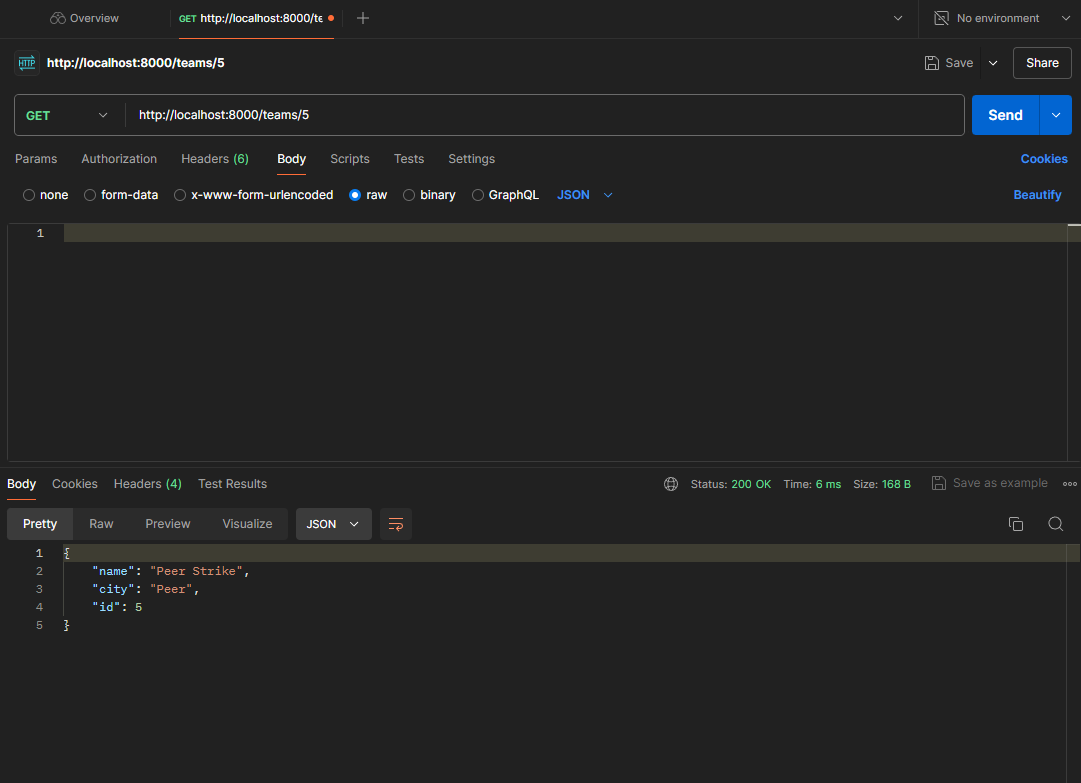 Overview GET http://localhost:8000/te No environment
HTTP http://localhost:8000/teams/5 Save Share
GET http://localhost:8000/teams/5 Send
Params Authorization Headers (6) Body Scripts Tests Settings Cookies
none form-data x-www-form-urlencoded raw binary GraphQL JSON Beautify
1
Body Cookies Headers (4) Test Results Status: 200 OK Time: 6 ms Size: 168 B Save as example
Pretty Raw Preview Visualize JSON
1 {
2 "name": "Peer Strike",
3 "city": "Peer",
4 "id": 5
5 }